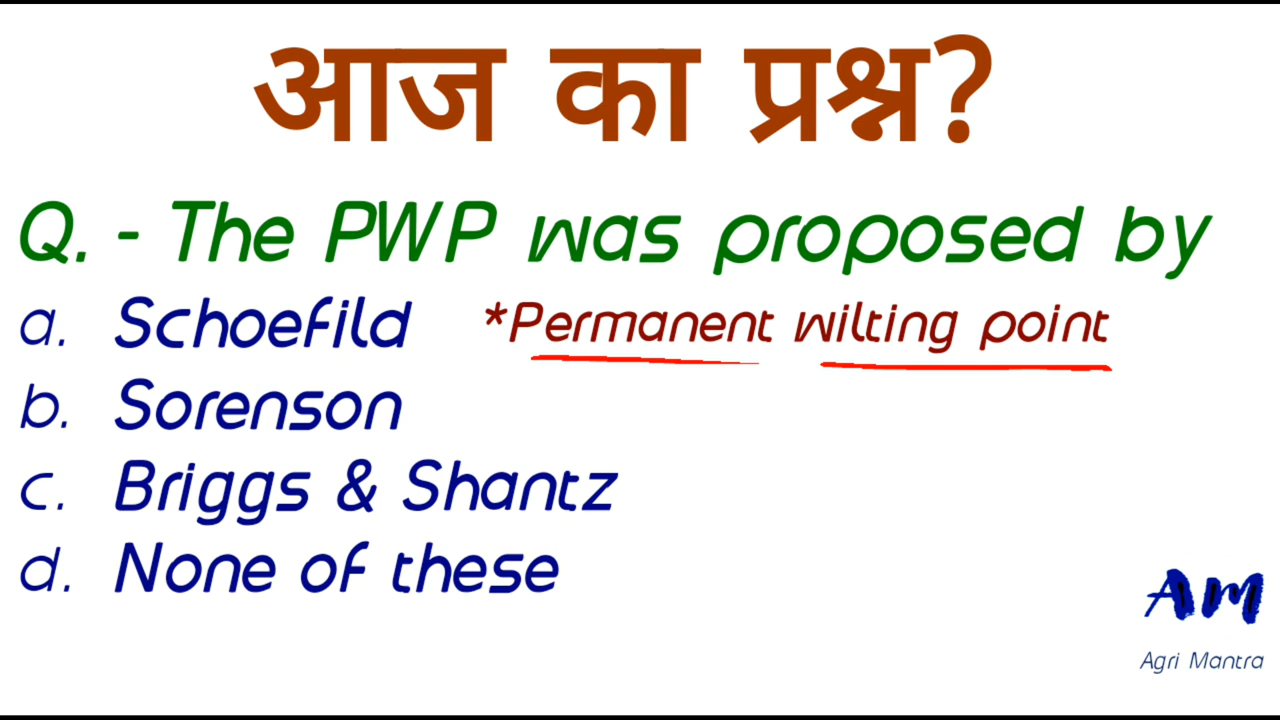 आज का प्रश्न?
Q. - The PWP was proposed by
a. Schoefild *Permanent wilting point
b. Sorenson
c. Briggs & Shantz
d. None of these
AM
Agri Mantra